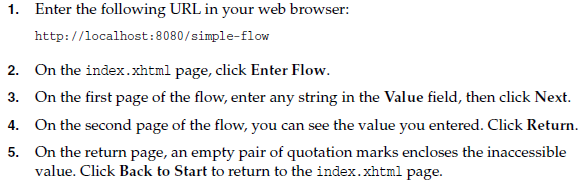 1. Enter the following URL in your web browser:
http://localhost:8080/simple-flow
2. On the index.xhtml page, click Enter Flow.
3. On the first page of the flow, enter any string in the Value field, then click Next.
4. On the second page of the flow, you can see the value you entered. Click Return.
5. On the return page, an empty pair of quotation marks encloses the inaccessible
value. Click Back to Start to return to the index.xhtml page.